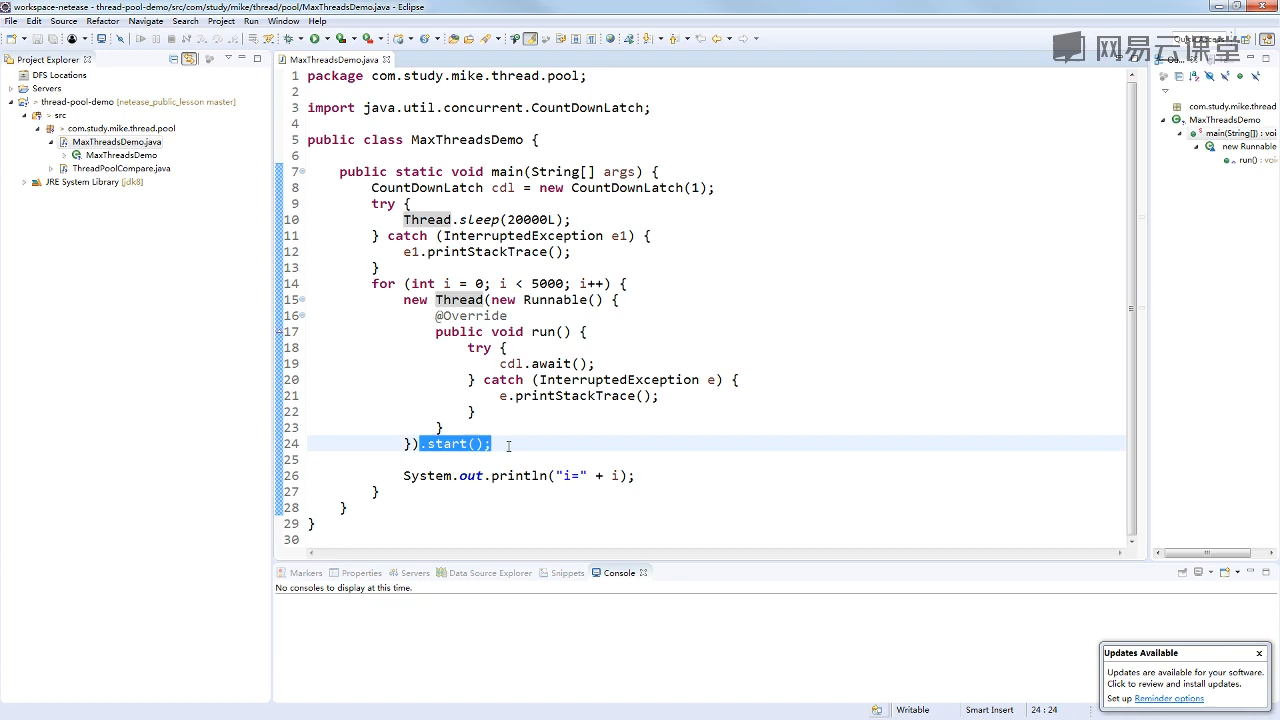 workspace-netease - thread-pool-demo/src/com/study/mike/thread/pool/MaxThreadsDemo.java - Eclipse
File Edit Source Refactor Navigate Search Project Run Window Help
Quick Access
网易云课堂
Project Explorer
DFS Locations
Servers
> thread-pool-demo [netease_public_lesson master]
> src
> com.study.mike.thread.pool
MaxThreadsDemo.java
MaxThreadsDemo
ThreadPoolCompare.java
JRE System Library [jdk8]
MaxThreadsDemo.java
1 package com.study.mike.thread.pool;
2
3 import java.util.concurrent.CountDownLatch;
4
5 public class MaxThreadsDemo {
6
7 public static void main(String[] args) {
8 CountDownLatch cdl = new CountDownLatch(1);
9 try {
10 Thread.sleep(20000L);
11 } catch (InterruptedException e1) {
12 e1.printStackTrace();
13 }
14 for (int i = 0; i < 5000; i++) {
15 new Thread(new Runnable() {
16 @Override
17 public void run() {
18 try {
19 cdl.await();
20 } catch (InterruptedException e) {
21 e.printStackTrace();
22 }
23 }
24 }).start();
25
26 System.out.println("i=" + i);
27 }
28 }
29 }
30
com.study.mike.thread
MaxThreadsDemo
main(String[]) : voi
new Runnable
run() : voi
Markers Properties Servers Data Source Explorer Snippets Console
No consoles to display at this time.
Updates Available
Updates are available for your software.
Click to review and install updates.
Set up Reminder options
Writable Smart Insert 24 : 24